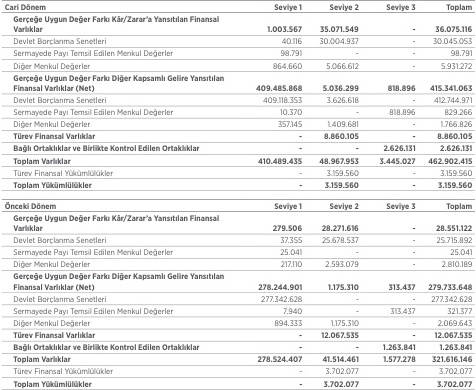 Cari Dönem Seviye 1 Seviye 2 Seviye 3 Toplam
Gerçeğe Uygun Değer Farkı Kâr/Zarar'a Yansıtılan Finansal
Varlıklar 1.003.567 35.071.549 - 36.075.116
Devlet Borçlanma Senetleri 40.116 30.004.937 - 30.045.053
Sermayede Payı Temsil Edilen Menkul Değerler 98.791 - - 98.791
Diğer Menkul Değerler 864.660 5.066.612 - 5.931.272
Gerçeğe Uygun Değer Farkı Diğer Kapsamlı Gelire Yansıtılan
Finansal Varlıklar (Net) 409.485.868 5.036.299 818.896 415.341.063
Devlet Borçlanma Senetleri 409.118.353 3.626.618 - 412.744.971
Sermayede Payı Temsil Edilen Menkul Değerler 10.370 - 818.896 829.266
Diğer Menkul Değerler 357.145 1.409.681 - 1.766.826
Türev Finansal Varlıklar - 8.860.105 - 8.860.105
Bağlı Ortaklıklar ve Birlikte Kontrol Edilen Ortaklıklar - - 2.626.131 2.626.131
Toplam Varlıklar 410.489.435 48.967.953 3.445.027 462.902.415
Türev Finansal Yükümlülükler - 3.159.560 - 3.159.560
Toplam Yükümlülükler - 3.159.560 - 3.159.560
Önceki Dönem Seviye 1 Seviye 2 Seviye 3 Toplam
Gerçeğe Uygun Değer Farkı Kâr/Zarar'a Yansıtılan Finansal
Varlıklar 279.506 28.271.616 - 28.551.122
Devlet Borçlanma Senetleri 37.355 25.678.537 - 25.715.892
Sermayede Payı Temsil Edilen Menkul Değerler 25.041 - - 25.041
Diğer Menkul Değerler 217.110 2.593.079 - 2.810.189
Gerçeğe Uygun Değer Farkı Diğer Kapsamlı Gelire Yansıtılan
Finansal Varlıklar (Net) 278.244.901 1.175.310 313.437 279.733.648
Devlet Borçlanma Senetleri 277.342.628 - - 277.342.628
Sermayede Payı Temsil Edilen Menkul Değerler 7.940 - 313.437 321.377
Diğer Menkul Değerler 894.333 1.175.310 - 2.069.643
Türev Finansal Varlıklar - 12.067.535 - 12.067.535
Bağlı Ortaklıklar ve Birlikte Kontrol Edilen Ortaklıklar - - 1.263.841 1.263.841
Toplam Varlıklar 278.524.407 41.514.461 1.577.278 321.616.146
Türev Finansal Yükümlülükler - 3.702.077 - 3.702.077
Toplam Yükümlülükler - 3.702.077 - 3.702.077